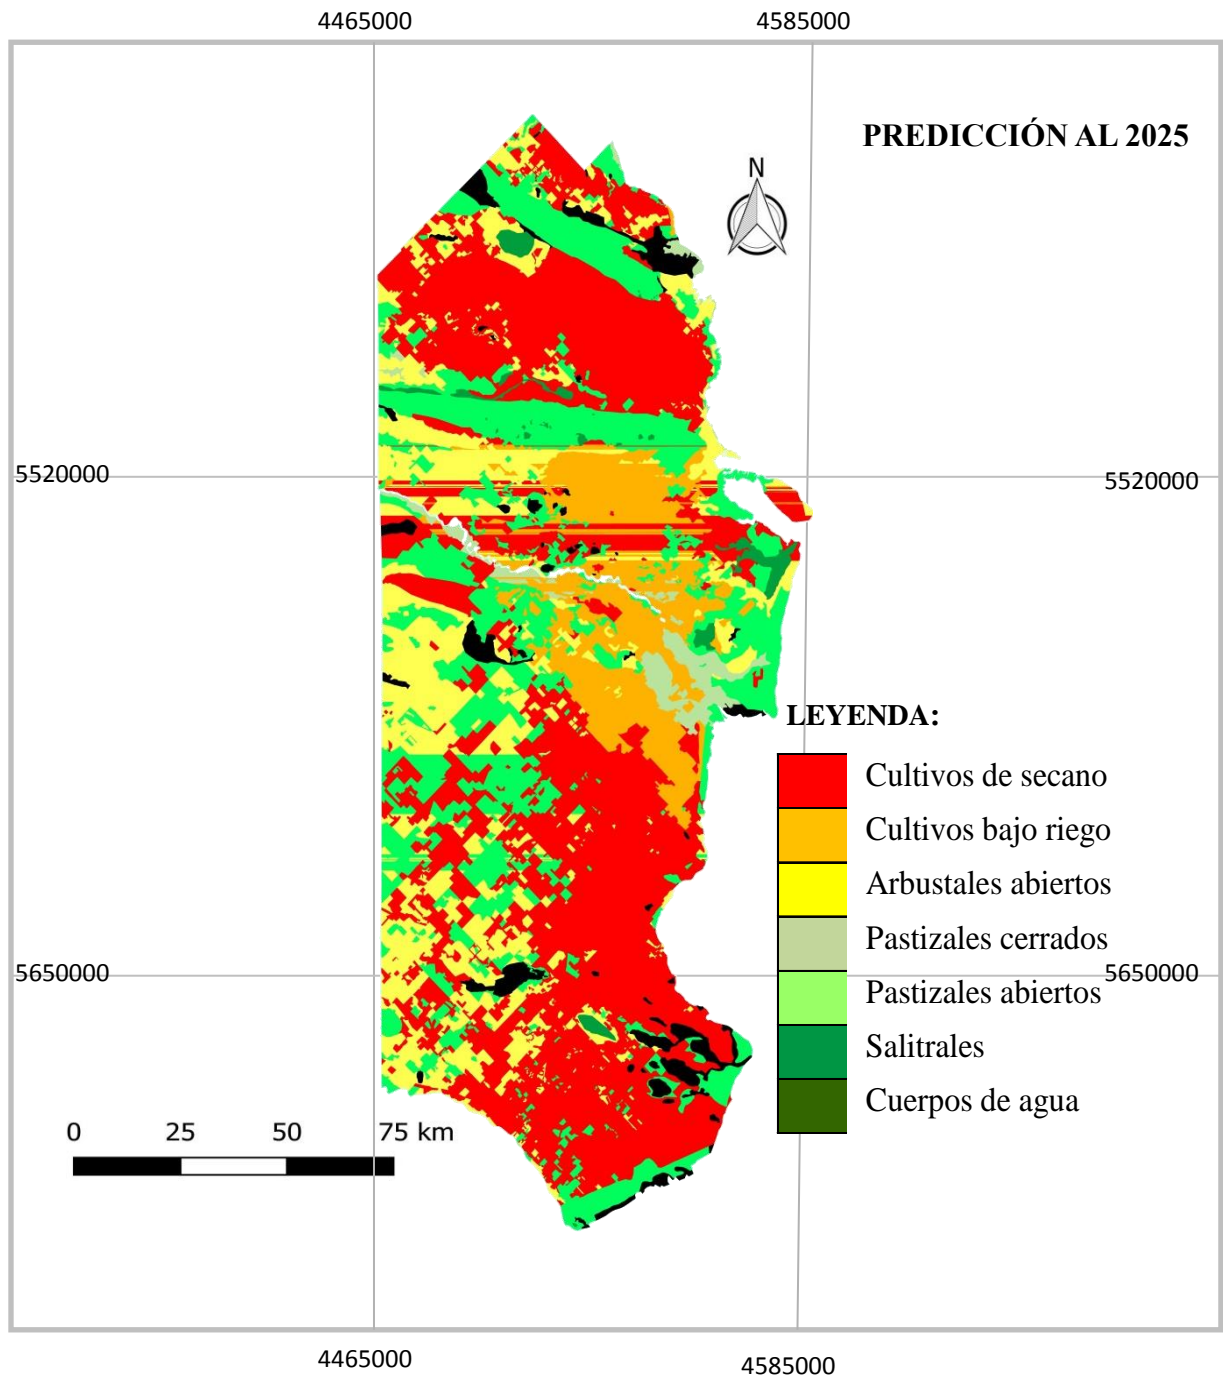 4465000 4585000
PREDICCIÓN AL 2025
N
5520000 5520000
LEYENDA:
Cultivos de secano
Cultivos bajo riego
Arbustales abiertos
Pastizales cerrados
5650000 5650000
Pastizales abiertos
Salitrales
Cuerpos de agua
0 25 50 75 km
4465000 4585000